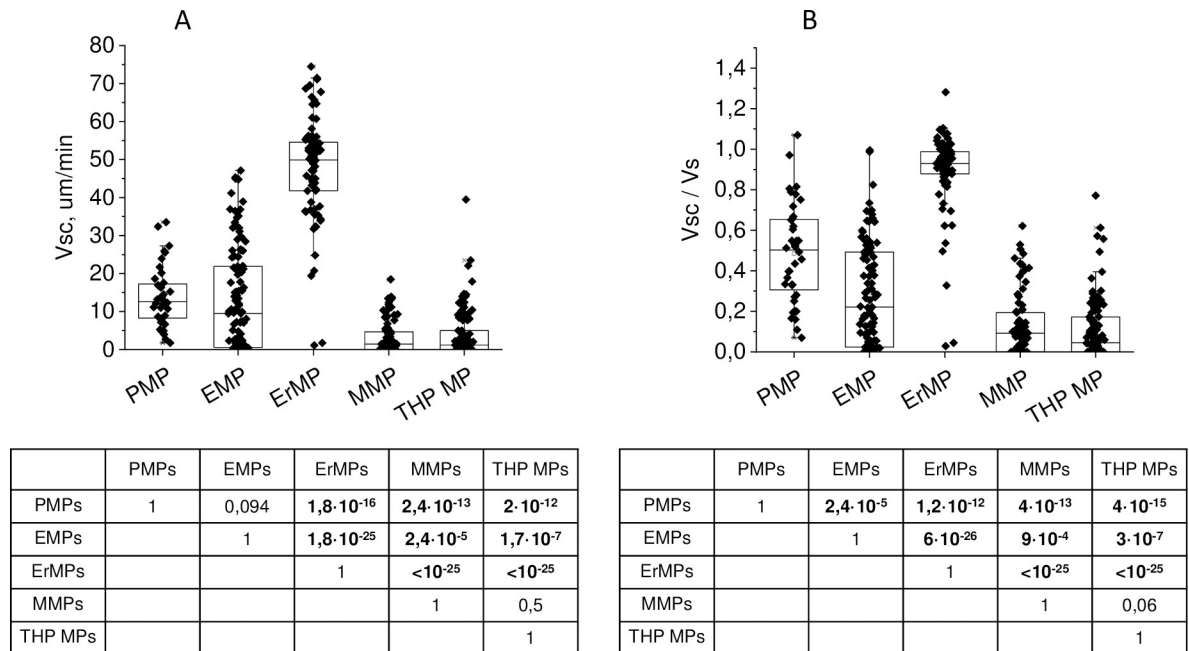 A
B
Vsc, um/min
80
70
60
50
40
30
20
10
0
PMP
EMP
ErMP
MMP
THP MP
Vsc / Vs
1,4
1,2
1,0
0,8
0,6
0,4
0,2
0,0
PMP
EMP
ErMP
MMP
THP MP
PMPs EMPs ErMPs MMPs THP MPs
PMPs 1 0,094 1,8·10⁻¹⁶ 2,4·10⁻¹³ 2·10⁻¹²
EMPs 1 1,8·10⁻²⁵ 2,4·10⁻⁵ 1,7·10⁻⁷
ErMPs 1 <10⁻²⁵ <10⁻²⁵
MMPs 1 0,5
THP MPs 1
PMPs EMPs ErMPs MMPs THP MPs
PMPs 1 2,4·10⁻⁵ 1,2·10⁻¹² 4·10⁻¹³ 4·10⁻¹⁵
EMPs 1 6·10⁻²⁶ 9·10⁻⁴ 3·10⁻⁷
ErMPs 1 <10⁻²⁵ <10⁻²⁵
MMPs 1 0,06
THP MPs 1